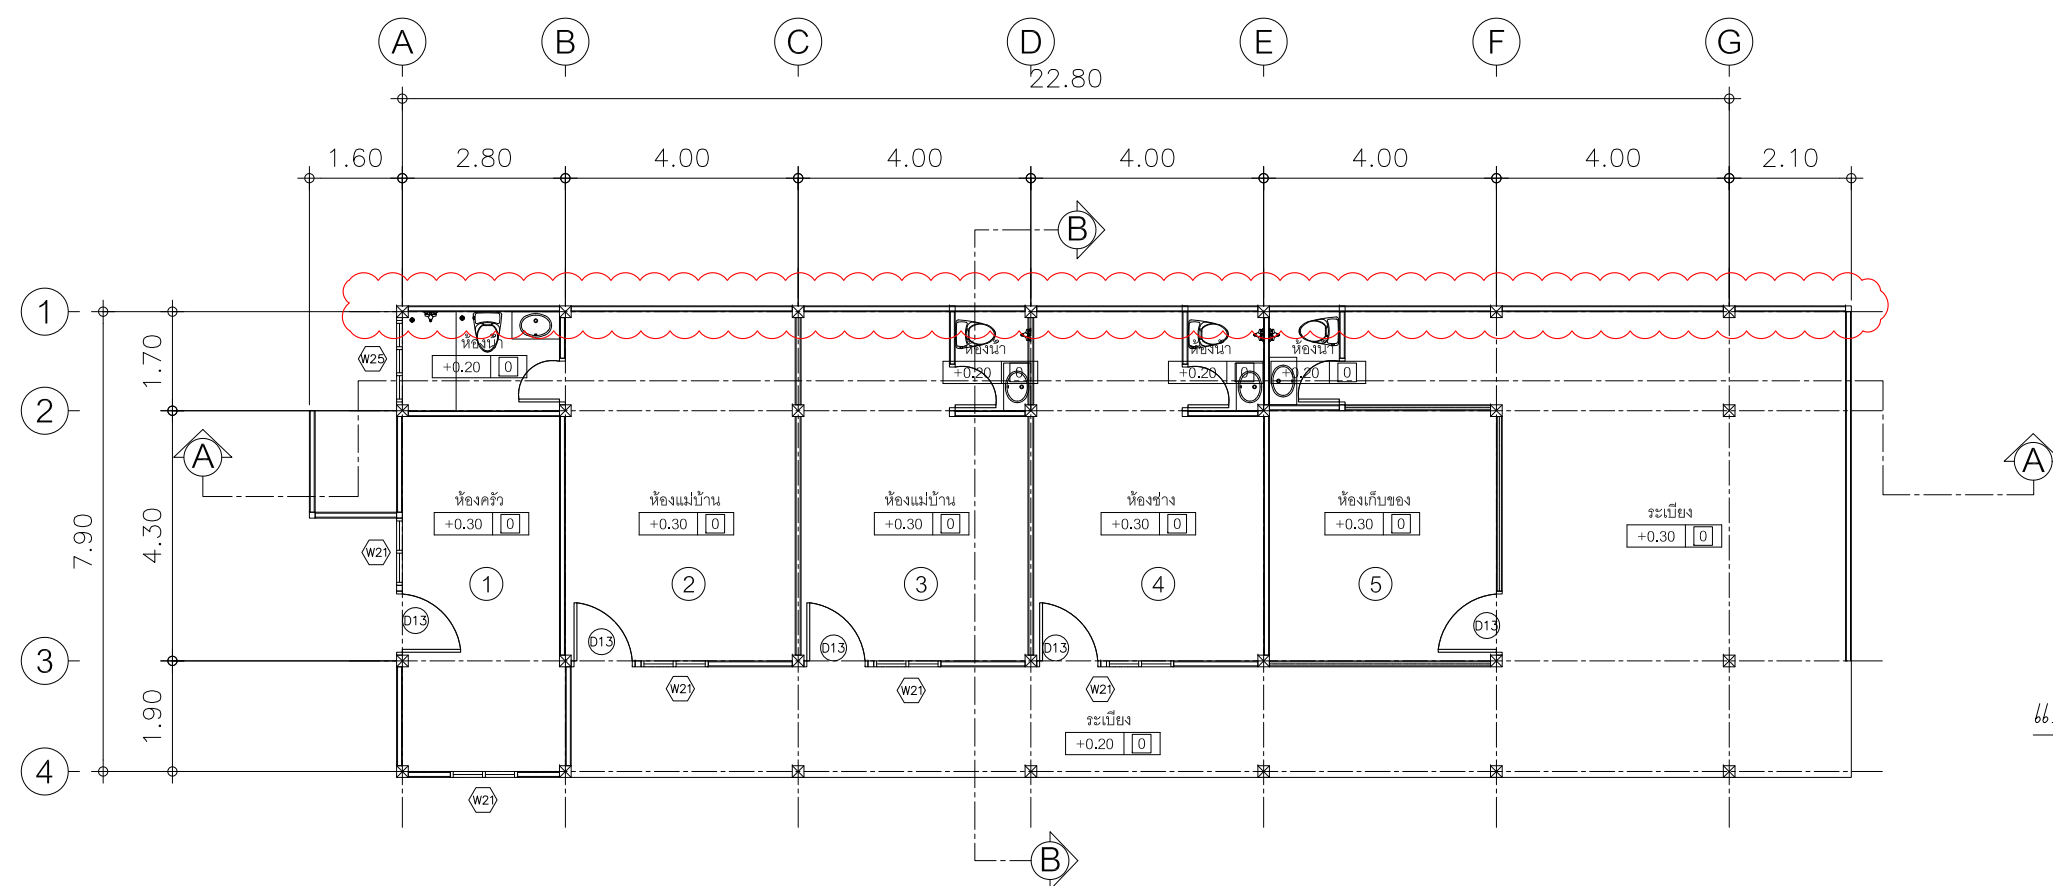 A B C D E F G
22.80
1.60 2.80 4.00 4.00 4.00 4.00 4.00 2.10
B
1
1.70
W25
ห้องน้ำ ห้องน้ำ ห้องน้ำ ห้องน้ำ
+0.20 0 +0.20 0 +0.20 0 +0.20 0
2
A A
ห้องครัว ห้องแม่บ้าน ห้องแม่บ้าน ห้องช่าง ห้องเก็บของ ระเบียง
+0.30 0 +0.30 0 +0.30 0 +0.30 0 +0.30 0 +0.30 0
7.90 4.30
W21
1 2 3 4 5
D13 D13 D13 D13 D13
3
W21 W21 W21
1.90
ระเบียง
+0.20 0
4
W21
B